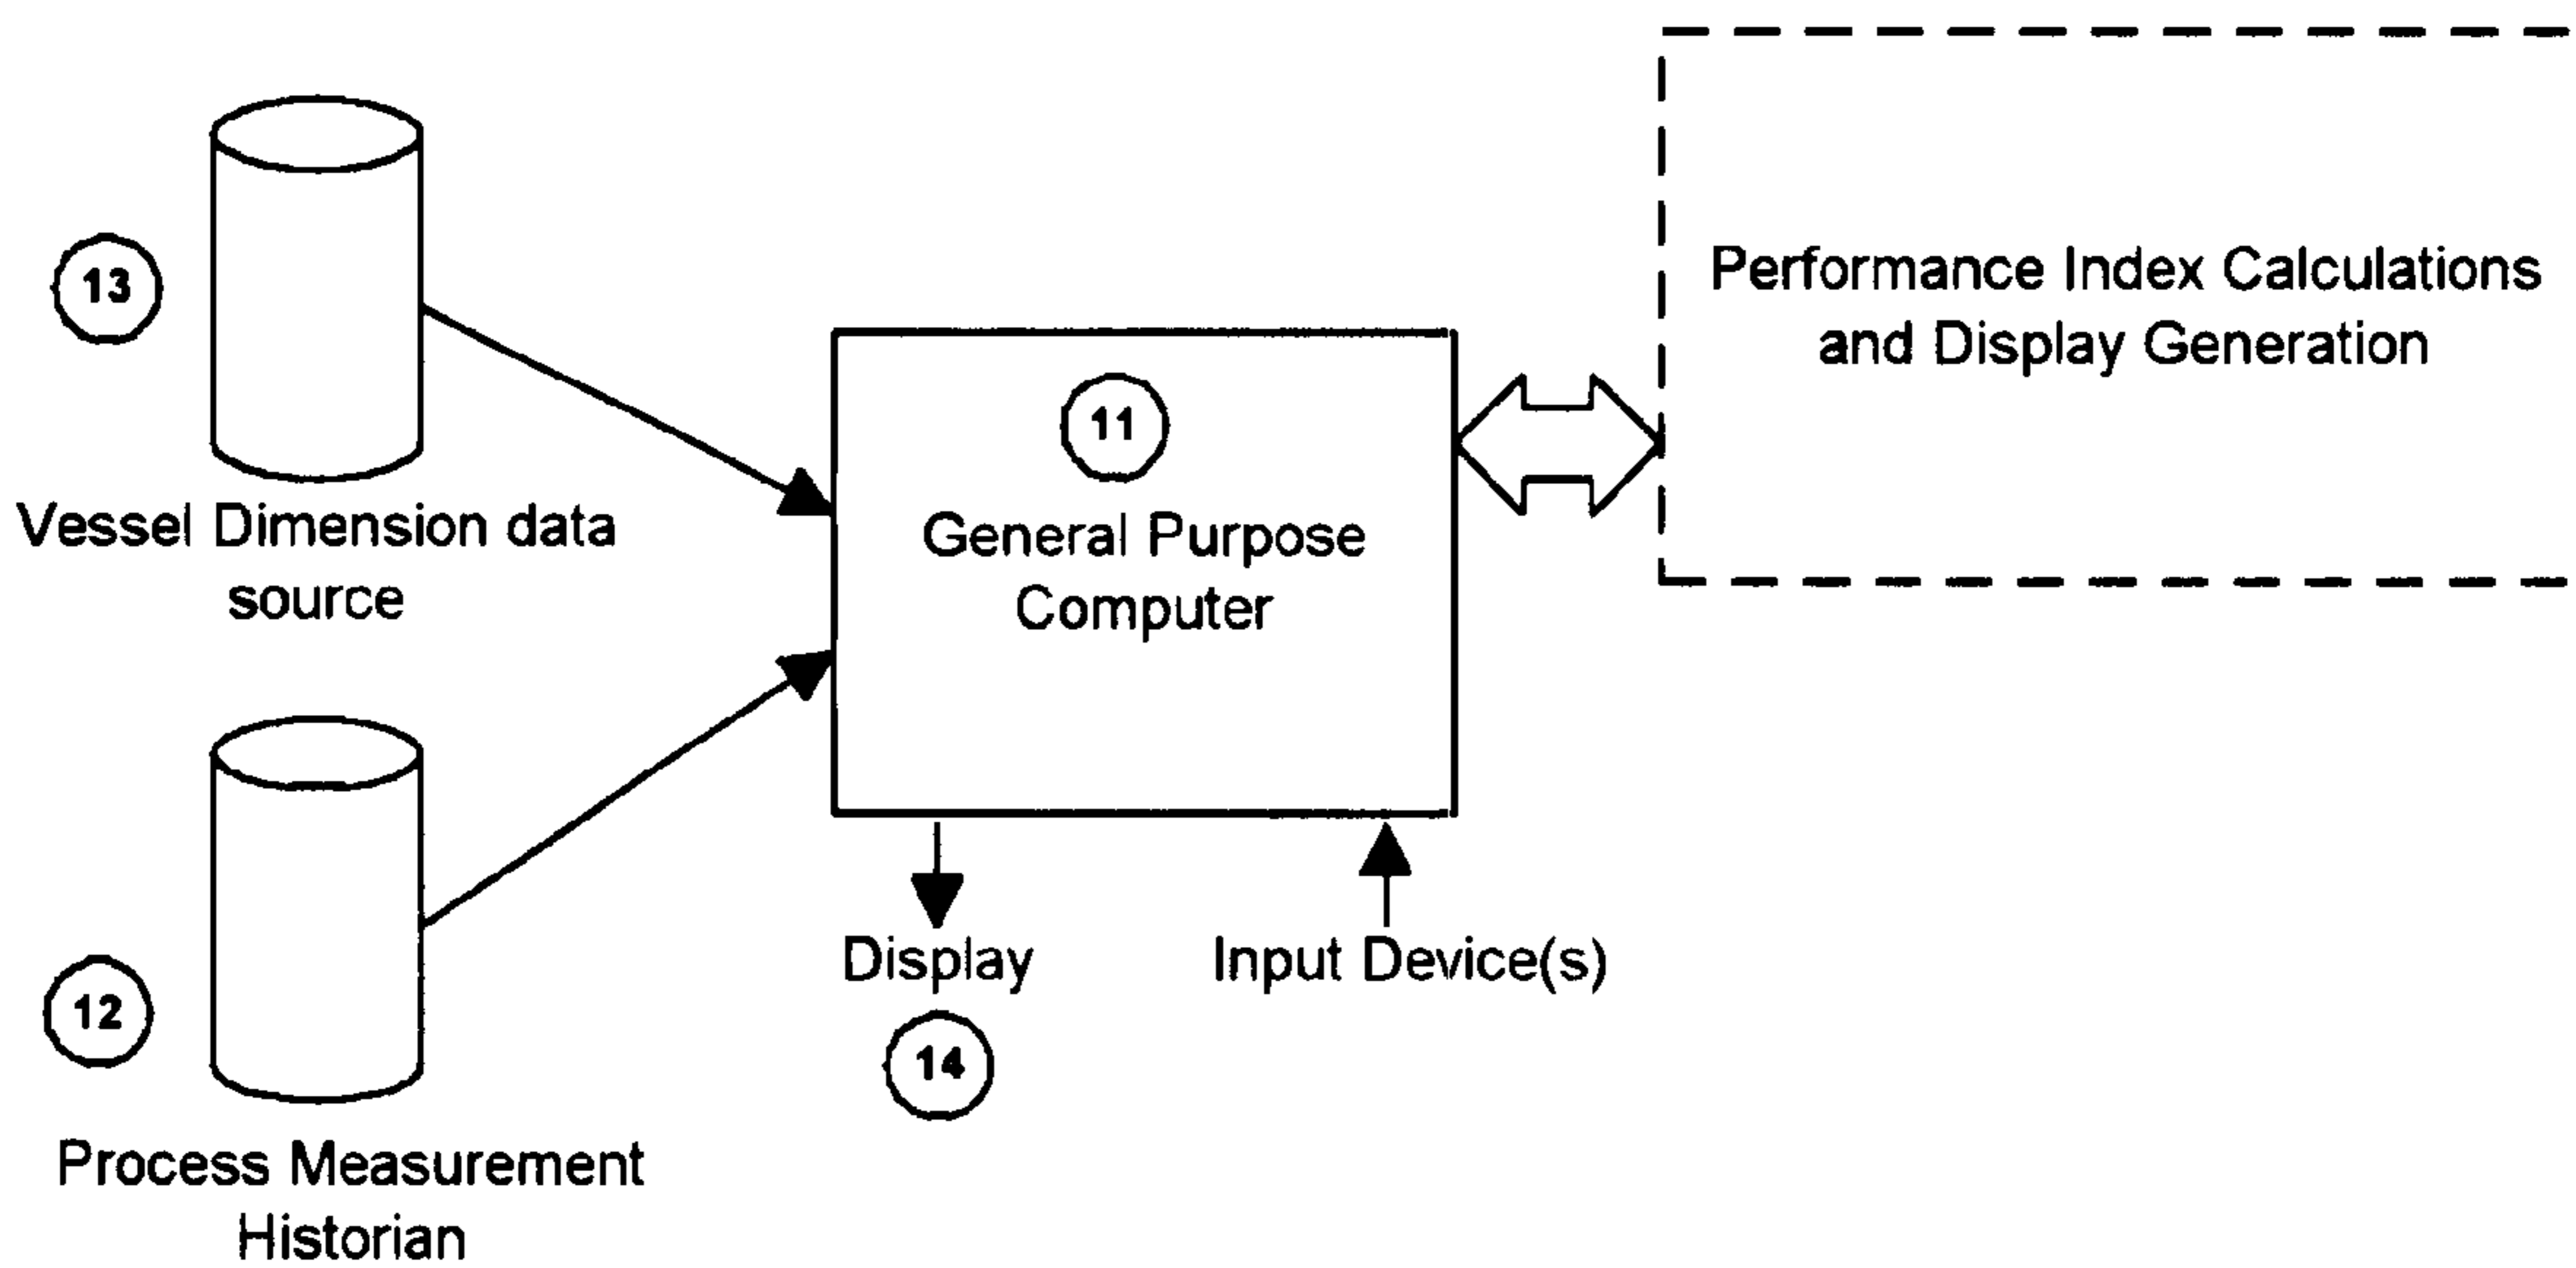 13
Vessel Dimension data
source
12
Process Measurement
Historian
11
General Purpose
Computer
Display
14
Input Device(s)
Performance Index Calculations
and Display Generation